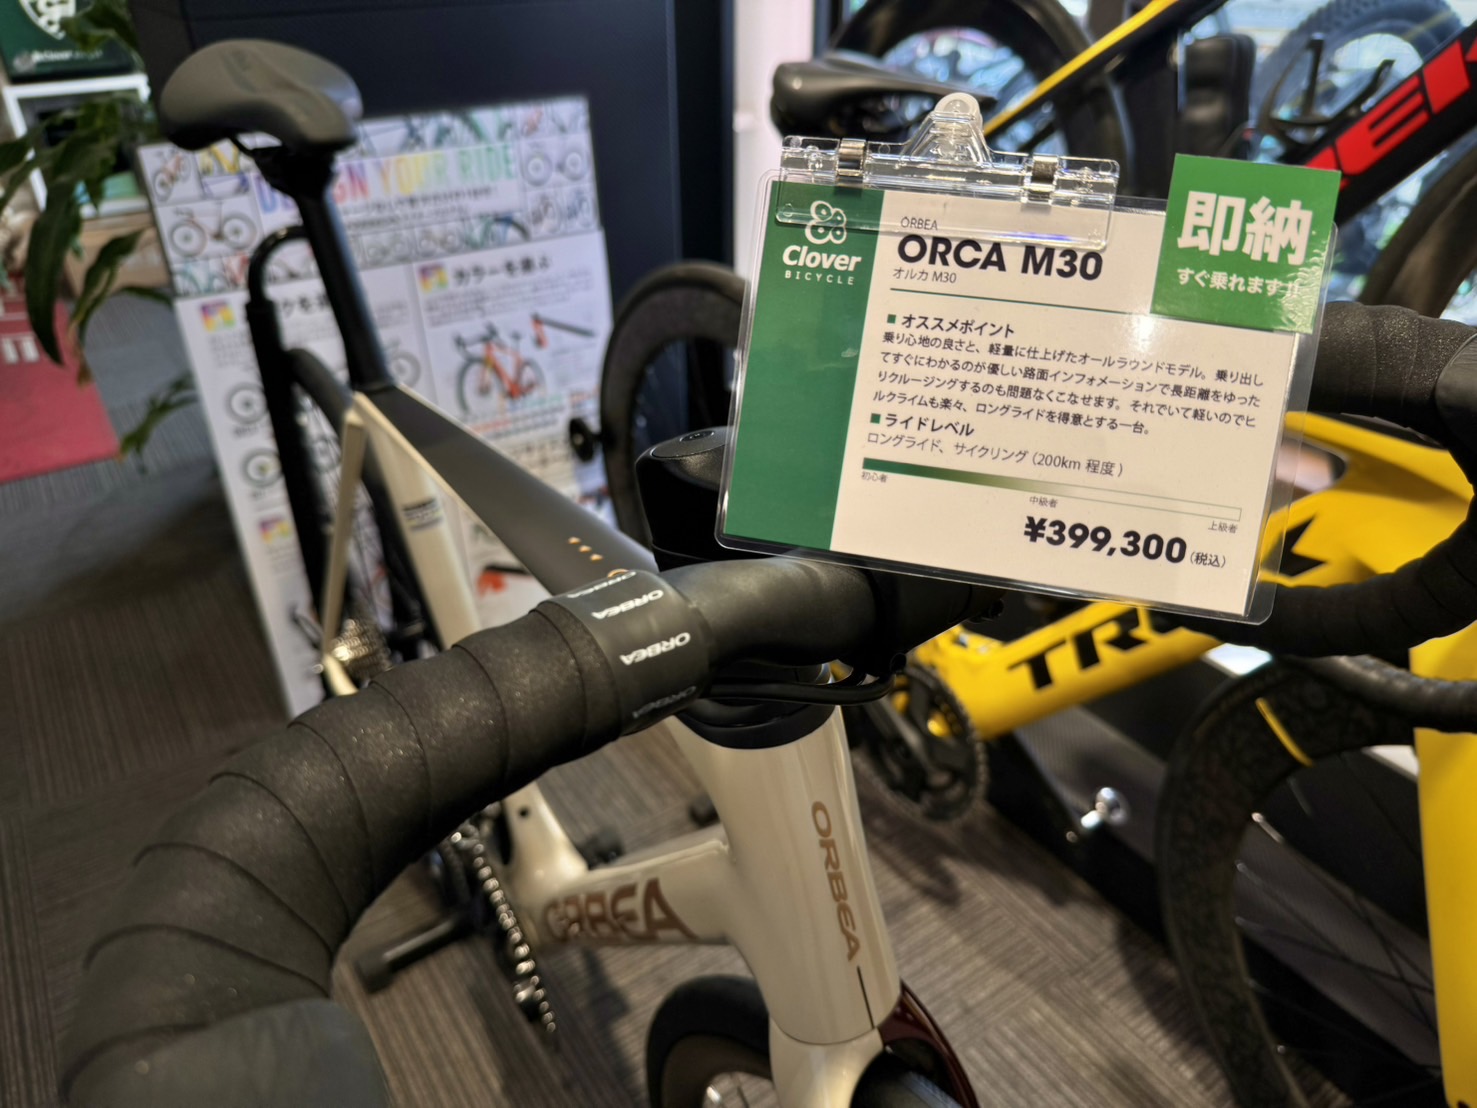 Clover
BICYCLE
ORBEA
ORCA M30
オルカ M30
即納
すぐ乗れます!!
■ オススメポイント
乗り心地の良さと、軽量に仕上げたオールラウンドモデル。乗り出し
てすぐにわかるのが優しい路面インフォメーションで長距離をゆった
りクルージングするのも問題なくこなせます。それでいて軽いのでヒ
ルクライムも楽々、ロングライドを得意とする一台。
■ ライドレベル
ロングライド、サイクリング (200km 程度)
初心者
中級者
上級者
¥399,300(税込)
DESIGN YOUR RIDE
カラーを選ぶ
ORBEA
ORBEA
ORBEA
ORBEA
ORBEA
ORBEA